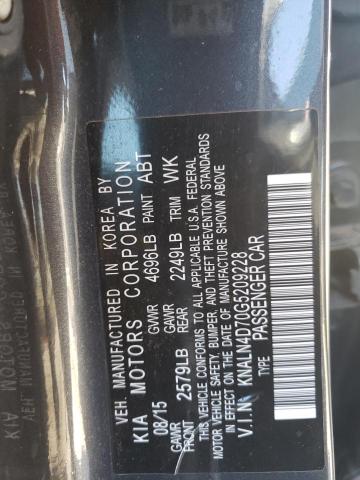 VEH. MANUFACTURED IN KOREA BY
KIA MOTORS CORPORATION
08/15 GVWR 4696LB PAINT ABT
GAWR FRONT 2579LB GAWR REAR 2249LB TRIM WK
THIS VEHICLE CONFORMS TO ALL APPLICABLE U.S.A. FEDERAL
MOTOR VEHICLE SAFETY, BUMPER, AND THEFT PREVENTION STANDARDS
IN EFFECT ON THE DATE OF MANUFACTURE SHOWN ABOVE
V.I.N: KNALN4D70G5209228
TYPE : PASSENGER CAR